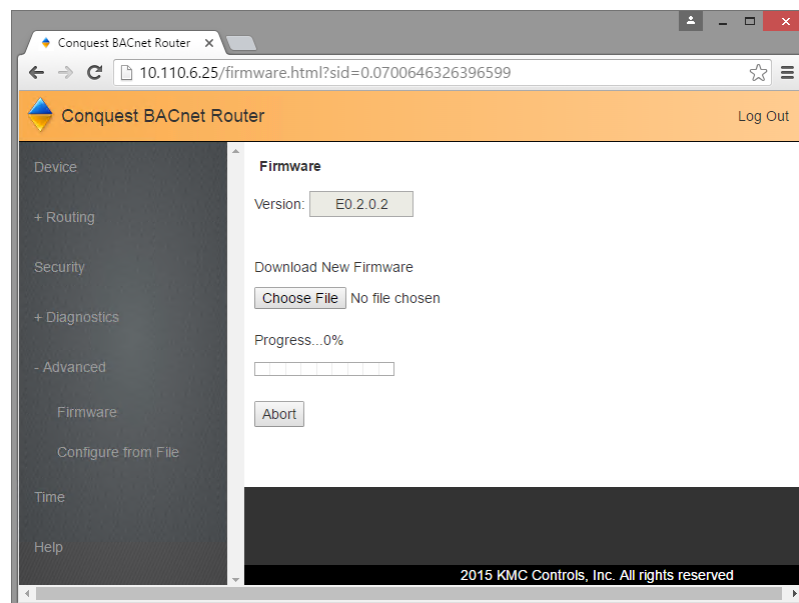 Conquest BACnet Router
10.110.6.25/firmware.html?sid=0.0700646326396599
Conquest BACnet Router
Log Out
Device
+ Routing
Security
+ Diagnostics
- Advanced
Firmware
Configure from File
Time
Help
Firmware
Version: E0.2.0.2
Download New Firmware
Choose File No file chosen
Progress...0%
Abort
2015 KMC Controls, Inc. All rights reserved